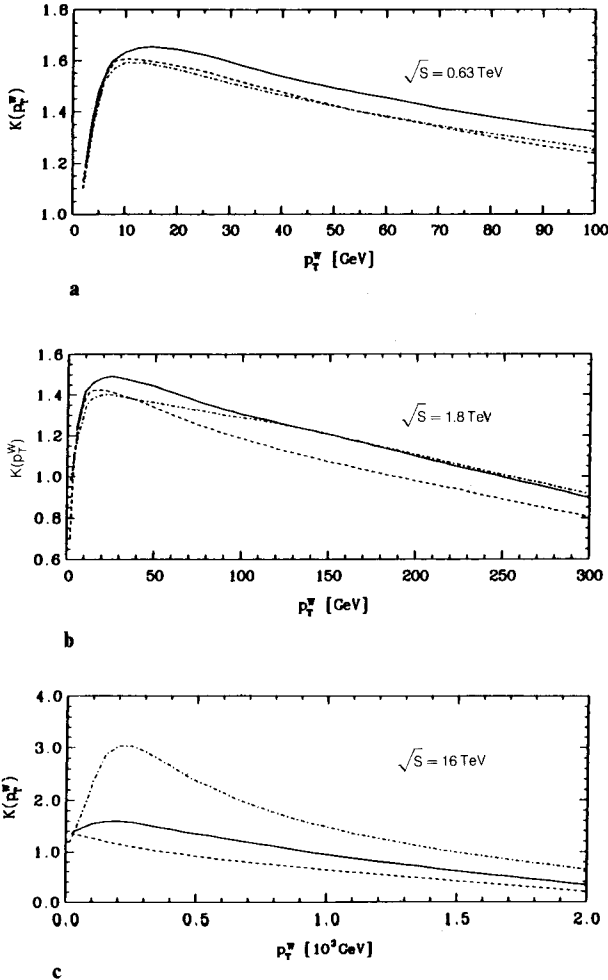 1.8
1.6
1.4
1.2
1.0
K(p_T^W)
√S = 0.63 TeV
0 10 20 30 40 50 60 70 80 90 100
p_T^W [GeV]
a
1.6
1.4
1.2
1.0
0.8
0.6
K(p_T^W)
√S = 1.8 TeV
0 50 100 150 200 250 300
p_T^W [GeV]
b
4.0
3.0
2.0
1.0
0.0
K(p_T^W)
√S = 16 TeV
0.0 0.5 1.0 1.5 2.0
p_T^W [10³GeV]
c